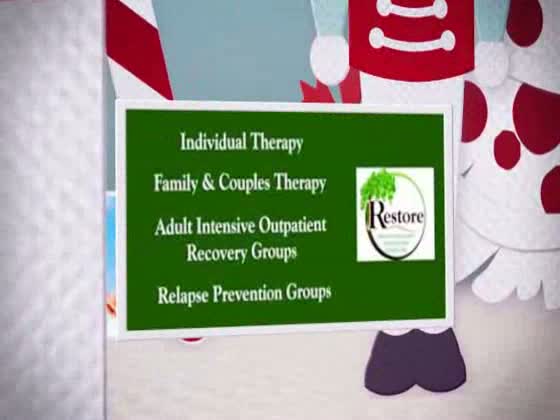 Individual Therapy
Family & Couples Therapy
Adult Intensive Outpatient
Recovery Groups
Relapse Prevention Groups
Restore